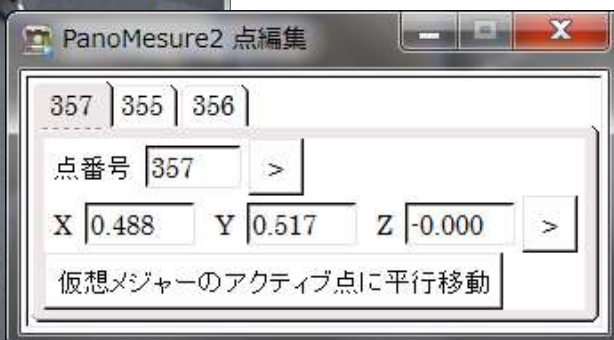 PanoMesure2 点編集
357 355 356
点番号 357 >
X 0.488 Y 0.517 Z -0.000 >
仮想メジャーのアクティブ点に平行移動